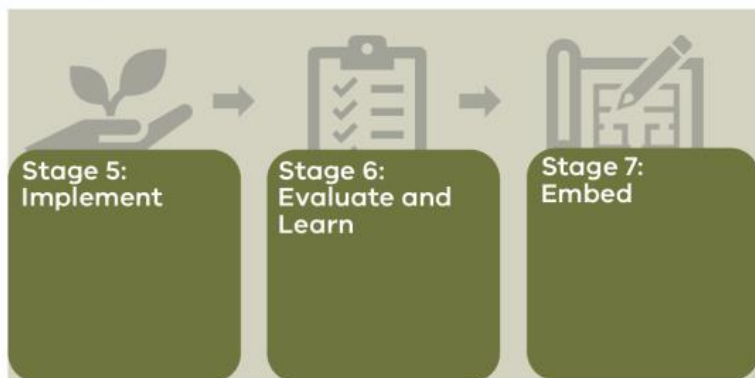 Stage 5:
Implement
Stage 6:
Evaluate and
Learn
Stage 7:
Embed